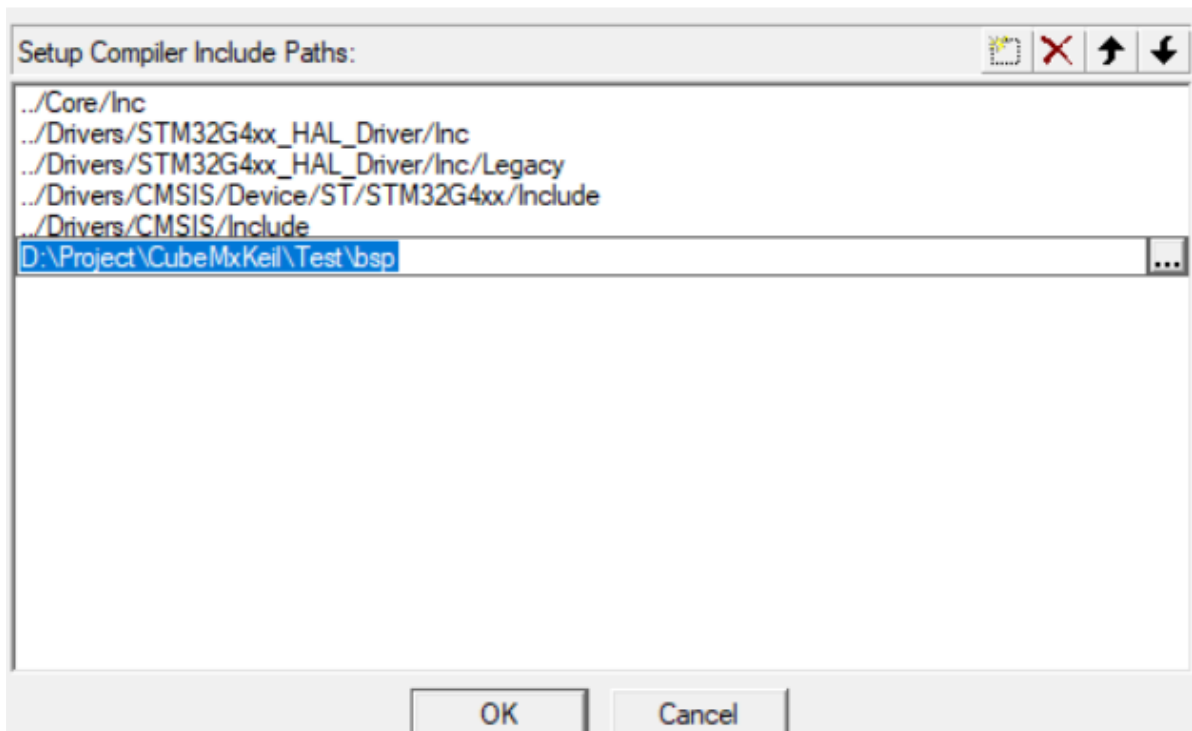 Setup Compiler Include Paths:
../Core/Inc
../Drivers/STM32G4xx_HAL_Driver/Inc
../Drivers/STM32G4xx_HAL_Driver/Inc/Legacy
../Drivers/CMSIS/Device/ST/STM32G4xx/Include
../Drivers/CMSIS/Include
D:\Project\CubeMxKeil\Test\bsp
...
OK
Cancel